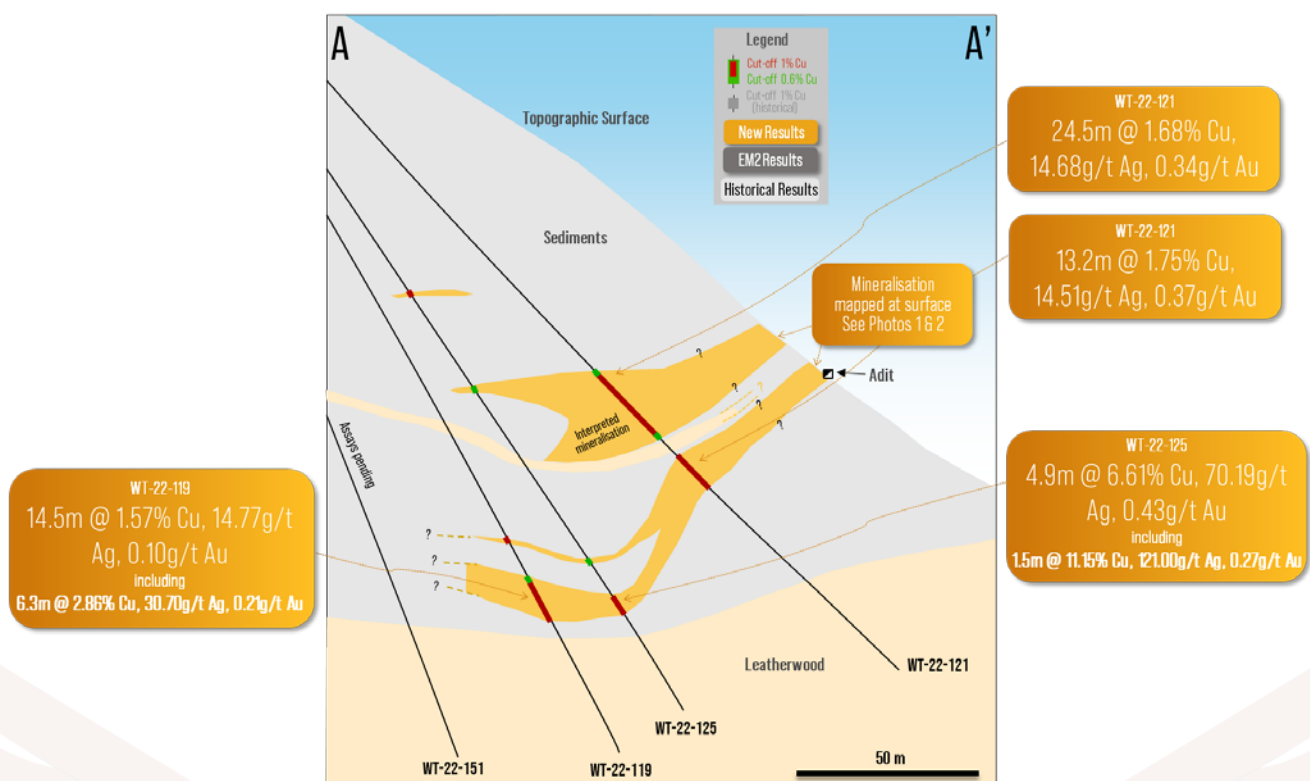 A
A'
Legend
Cut-off 1% Cu
Cut-off 0.6% Cu
Cut-off 1% Cu
(historical)
New Results
EM2 Results
Historical Results
Topographic Surface
Sediments
WT-22-121
24.5m @ 1.68% Cu,
14.68g/t Ag, 0.34g/t Au
WT-22-121
13.2m @ 1.75% Cu,
14.51g/t Ag, 0.37g/t Au
Mineralisation
mapped at surface
See Photos 1 & 2
Adit
?
?
?
?
?
Interpreted
mineralisation
Assays pending
WT-22-125
4.9m @ 6.61% Cu, 70.19g/t
Ag, 0.43g/t Au
including
1.5m @ 11.15% Cu, 121.00g/t Ag, 0.27g/t Au
WT-22-119
14.5m @ 1.57% Cu, 14.77g/t
Ag, 0.10g/t Au
including
6.3m @ 2.86% Cu, 30.70g/t Ag, 0.21g/t Au
?
?
?
Leatherwood
WT-22-121
WT-22-125
WT-22-119
WT-22-151
50 m